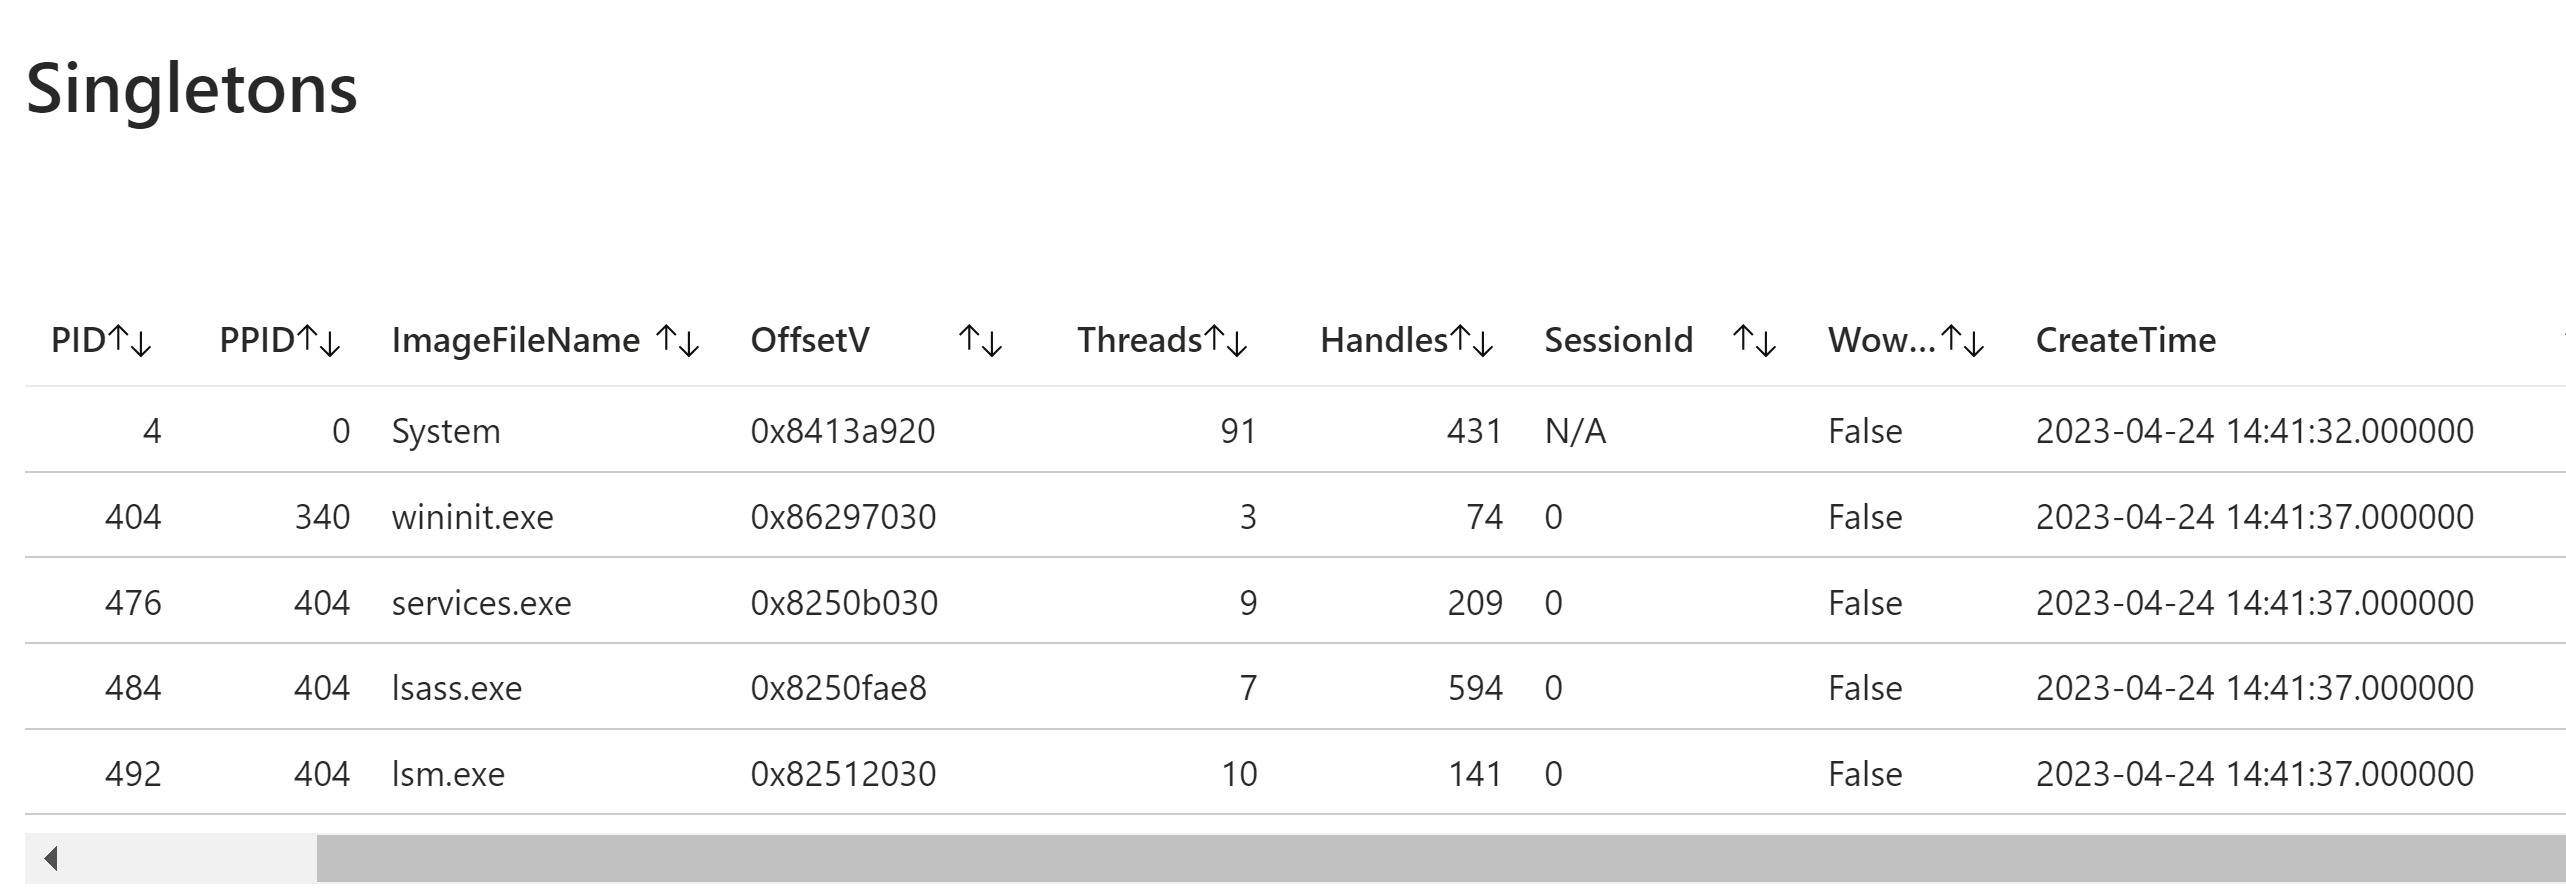 Singletons
PID↑↓ PPID↑↓ ImageFileName ↑↓ OffsetV ↑↓ Threads↑↓ Handles↑↓ SessionId ↑↓ Wow...↑↓ CreateTime
4 0 System 0x8413a920 91 431 N/A False 2023-04-24 14:41:32.000000
404 340 wininit.exe 0x86297030 3 74 0 False 2023-04-24 14:41:37.000000
476 404 services.exe 0x8250b030 9 209 0 False 2023-04-24 14:41:37.000000
484 404 lsass.exe 0x8250fae8 7 594 0 False 2023-04-24 14:41:37.000000
492 404 lsm.exe 0x82512030 10 141 0 False 2023-04-24 14:41:37.000000